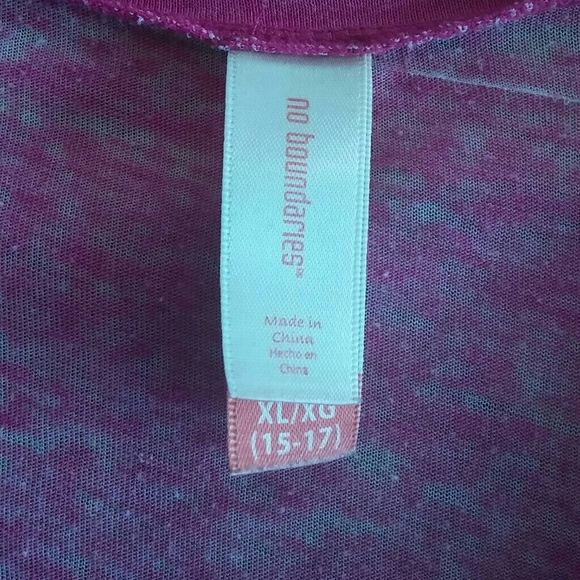 no boundaries™
Made in
China
Hecho en
China
XL/XG
(15-17)